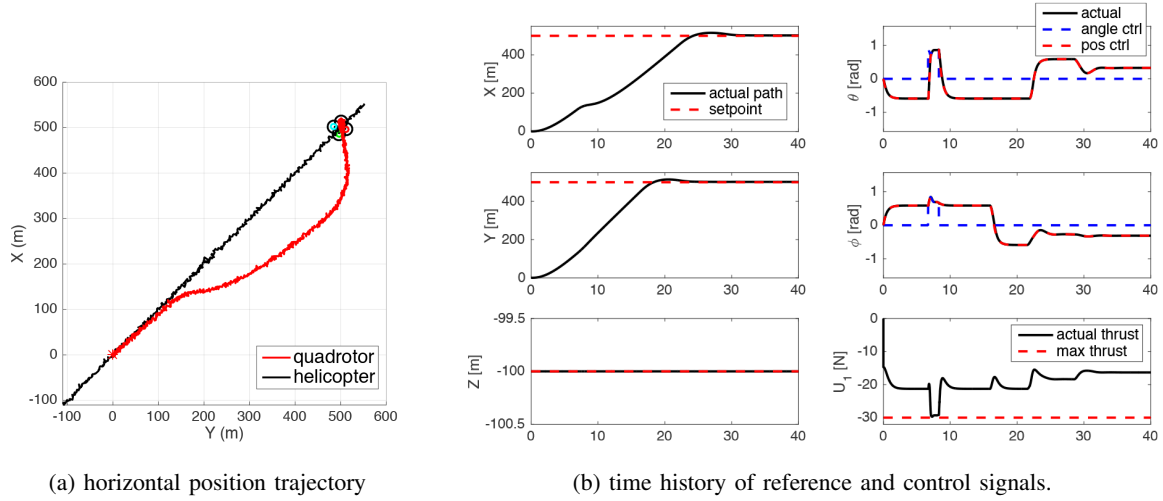 600
500
400
300
200
100
0
-100
X (m)
-100 0 100 200 300 400 500 600
Y (m)
quadrotor
helicopter
X [m]
400
200
0
0 10 20 30 40
actual path
setpoint
θ [rad]
1
0
-1
0 10 20 30 40
actual
angle ctrl
pos ctrl
Y [m]
400
200
0
0 10 20 30 40
ϕ [rad]
1
0
-1
0 10 20 30 40
Z [m]
-99.5
-100
-100.5
0 10 20 30 40
U_1 [N]
0
-10
-20
-30
0 10 20 30 40
actual thrust
max thrust
(a) horizontal position trajectory
(b) time history of reference and control signals.